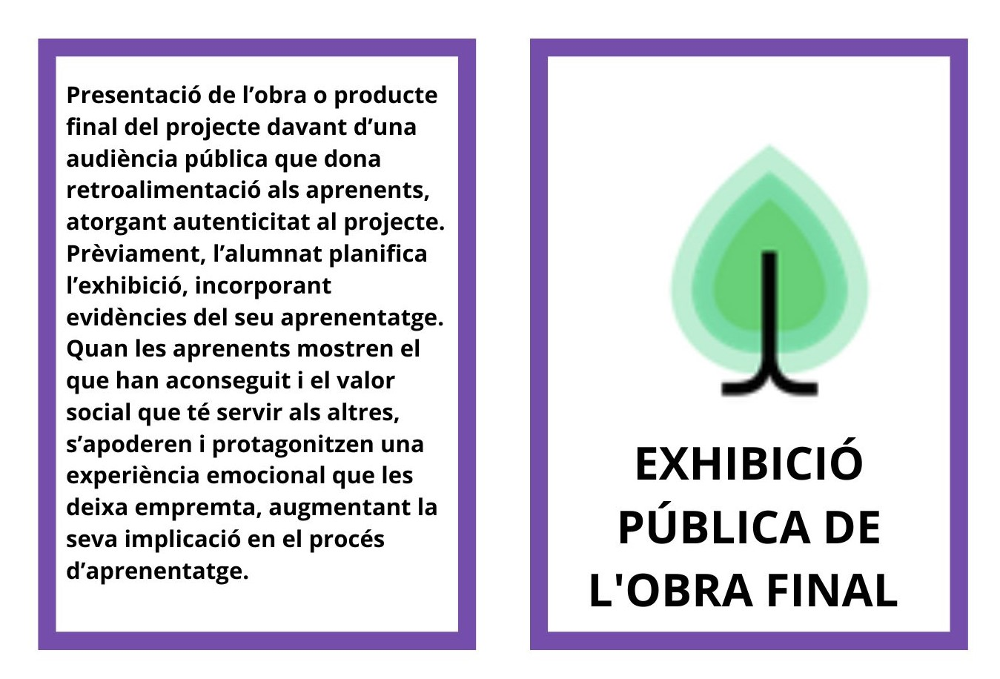 Presentació de l’obra o producte
final del projecte davant d’una
audiència pública que dona
retroalimentació als aprenents,
atorgant autenticitat al projecte.
Prèviament, l’alumnat planifica
l’exhibició, incorporant
evidències del seu aprenentatge.
Quan les aprenents mostren el
que han aconseguit i el valor
social que té servir als altres,
s’apoderen i protagonitzen una
experiència emocional que les
deixa empremta, augmentant la
seva implicació en el procés
d’aprenentatge.
EXHIBICIÓ
PÚBLICA DE
L'OBRA FINAL